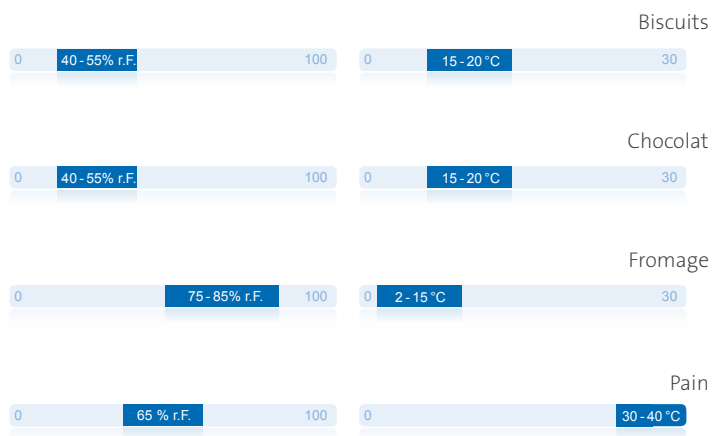 Biscuits
0 40-55% r.F. 100 0 15-20 °C 30
Chocolat
0 40-55% r.F. 100 0 15-20 °C 30
Fromage
0 75-85% r.F. 100 0 2-15 °C 30
Pain
0 65 % r.F. 100 0 30-40 °C